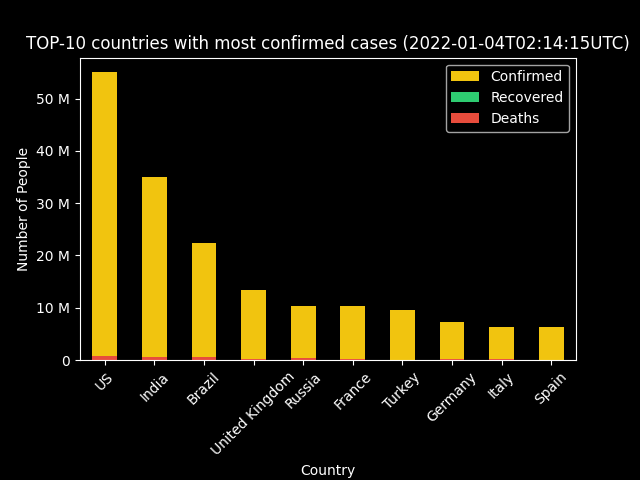 TOP-10 countries with most confirmed cases (2022-01-04T02:14:15UTC)
Confirmed
Recovered
Deaths
Number of People
50 M
40 M
30 M
20 M
10 M
0
US
India
Brazil
United Kingdom
Russia
France
Turkey
Germany
Italy
Spain
Country